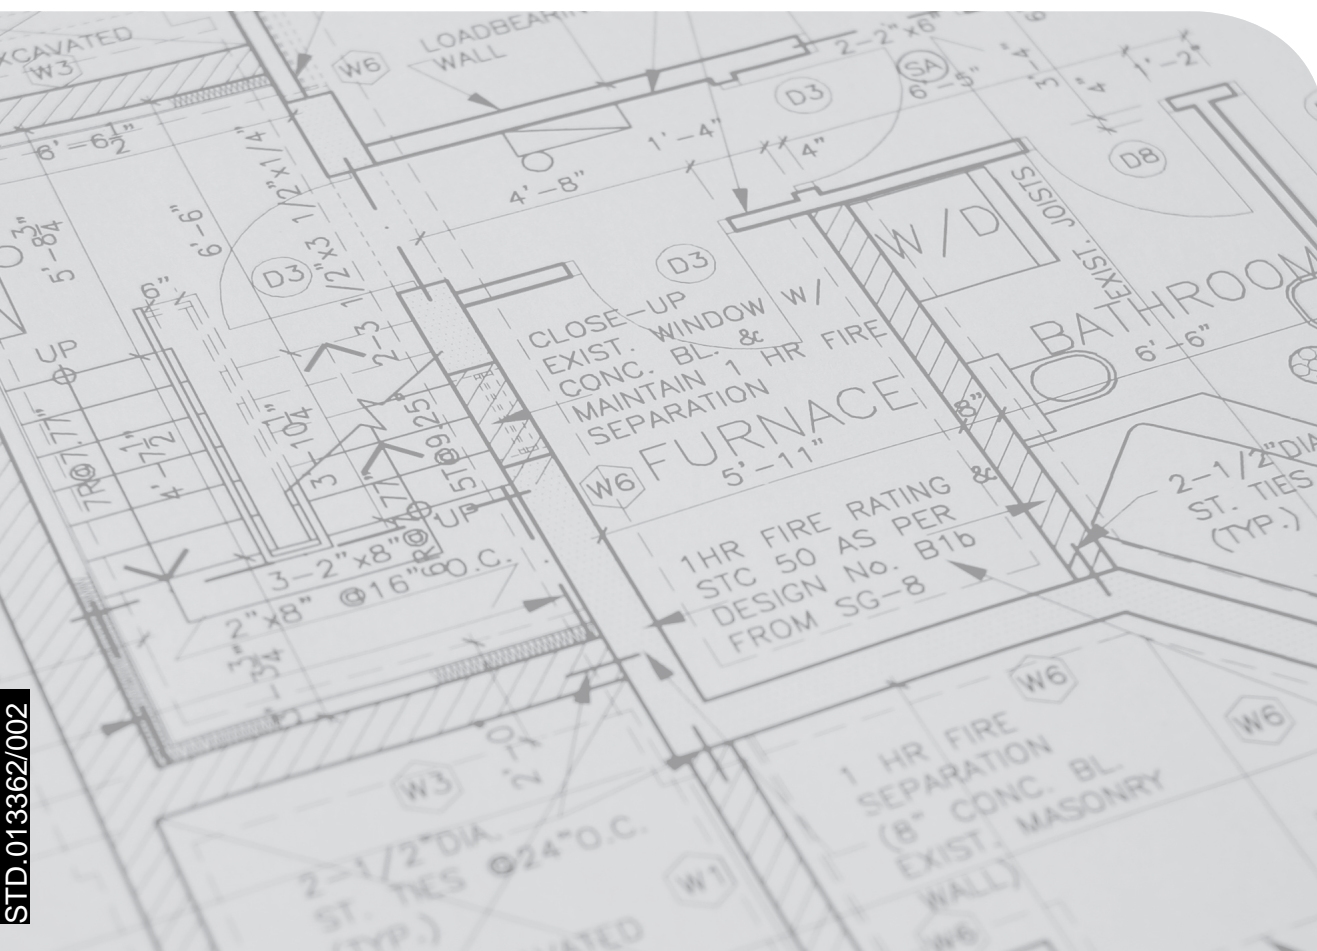 EXCAVATED
W3
W6
LOADBEARING
WALL
2-2"x6"
SA
6'-5"
3'-4"
4"
1'-2"
D3
D8
6'-6½"
1'-4"
4"
4'-8"
1/2"x1/4"
6'-6"
5'-8¾"
D3
2-3 1/2"x3 1/2"
6"
D3
W/D
EXIST. JOISTS
BATHROOM
6'-6"
CLOSE-UP
EXIST. WINDOW W/
CONC. BL. &
MAINTAIN 1 HR FIRE
SEPARATION
FURNACE
5'-11"
W6
8"
&
UP
7R@7.77"
4'-7½"
3'-10¼"
5T@9.25"
UP
3-2"x8"
2"x8" @16"O.C.
1HR FIRE RATING
STC 50 AS PER
DESIGN No. B1b
FROM SG-8
2-1/2"DIA.
ST. TIES
(TYP.)
W6
W6
1 HR FIRE
SEPARATION
(8" CONC. BL.
EXIST. MASONRY
WALL)
W6
W3
2'-0"
2-1/2"DIA.
ST. TIES @24"O.C.
(TYP.)
W1
STD.013362/002